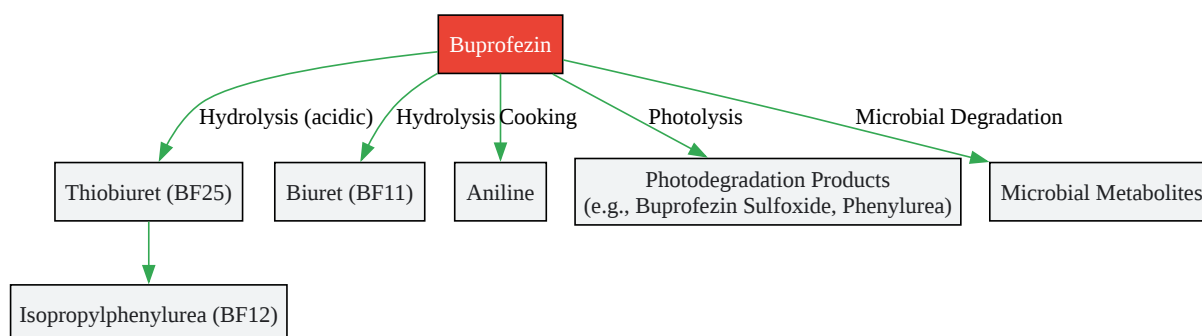 Buprofezin
Hydrolysis (acidic)
Hydrolysis
Cooking
Photolysis
Microbial Degradation
Thiobiuret (BF25)
Biuret (BF11)
Aniline
Photodegradation Products
(e.g., Buprofezin Sulfoxide, Phenylurea)
Microbial Metabolites
Isopropylphenylurea (BF12)